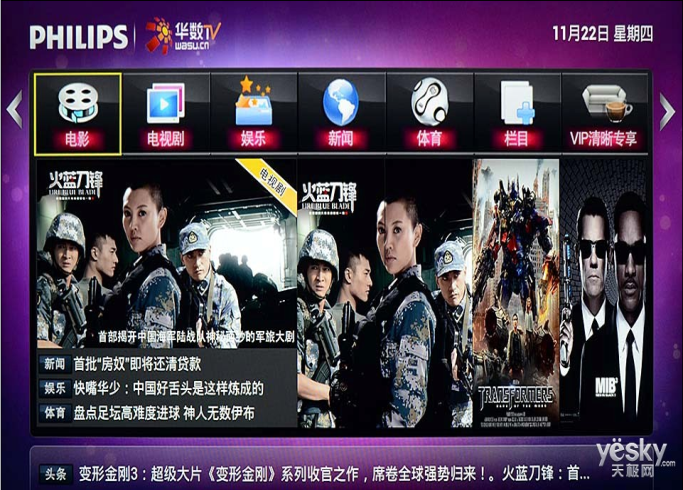 PHILIPS 华数TV
wasu.cn
11月22日 星期四
电影 电视剧 娱乐 新闻 体育 栏目 VIP清晰专享
电视剧
火蓝刀锋
火蓝刀锋
首部揭开中国海军陆战队神秘面纱的军旅大剧
新闻 首批“房奴”即将还清贷款
娱乐 快嘴华少：中国好舌头是这样炼成的
体育 盘点足坛高难度进球 神人无数伊布
TRANSFORMERS
DARK OF THE MOON
MIB3
头条 变形金刚3：超级大片《变形金刚》系列收官之作，席卷全球强势归来！。火蓝刀锋：首...
yesky.com
天极网